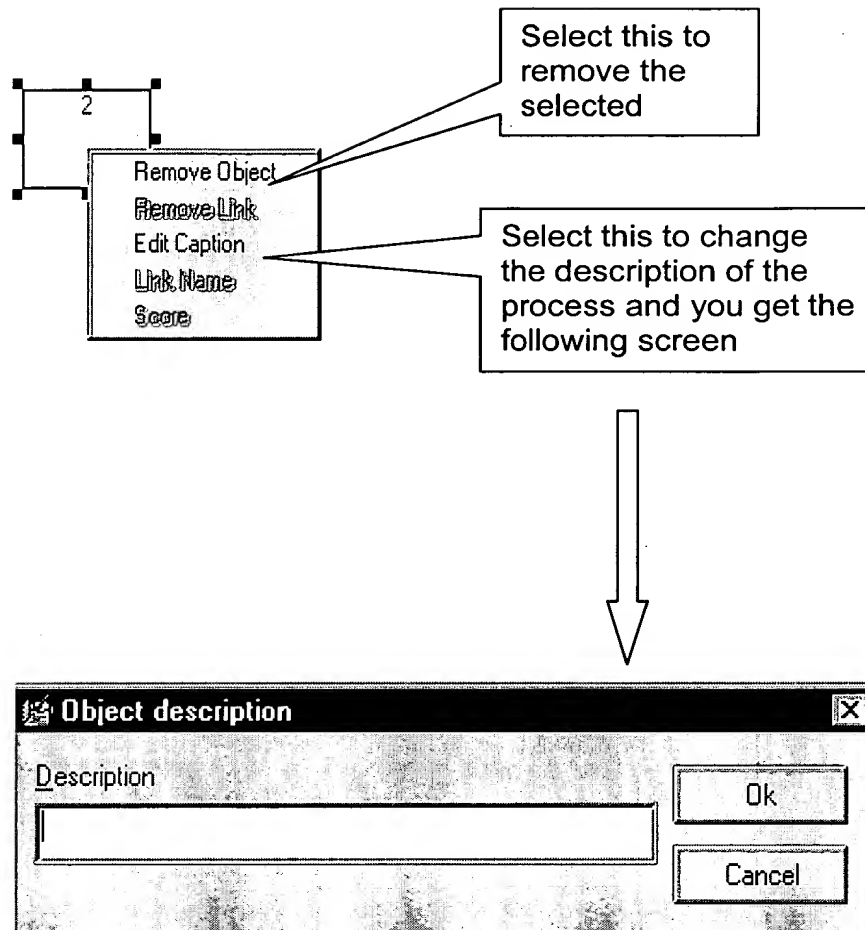 Select this to
remove the
selected
2
Remove Object
Remove Link
Edit Caption
Link Name
Score
Select this to change
the description of the
process and you get the
following screen
Object description
Description
Ok
Cancel